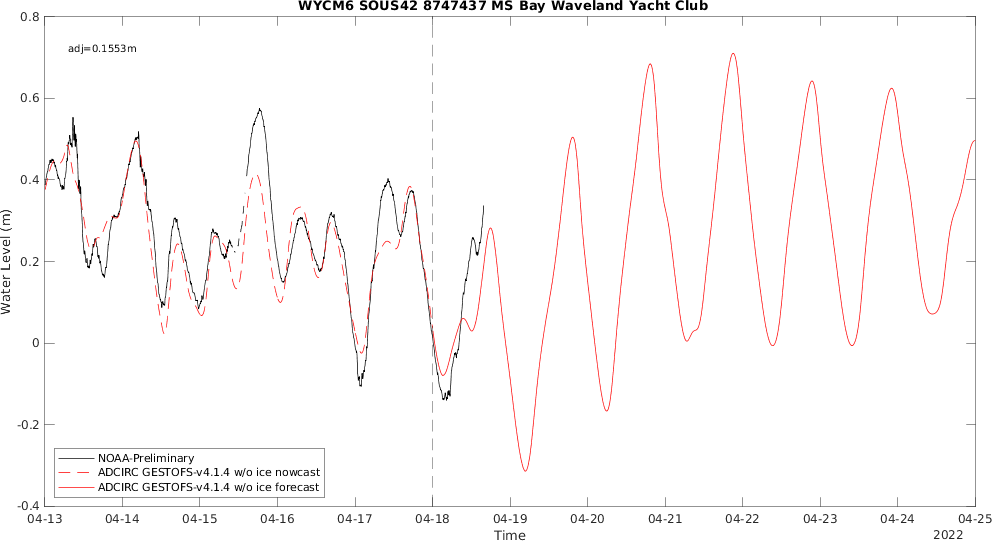 WYCM6 SOUS42 8747437 MS Bay Waveland Yacht Club
adj=0.1553m
Water Level (m)
0.8
0.6
0.4
0.2
0
-0.2
-0.4
NOAA-Preliminary
ADCIRC GESTOFS-v4.1.4 w/o ice nowcast
ADCIRC GESTOFS-v4.1.4 w/o ice forecast
04-13 04-14 04-15 04-16 04-17 04-18 04-19 04-20 04-21 04-22 04-23 04-24 04-25
Time
2022